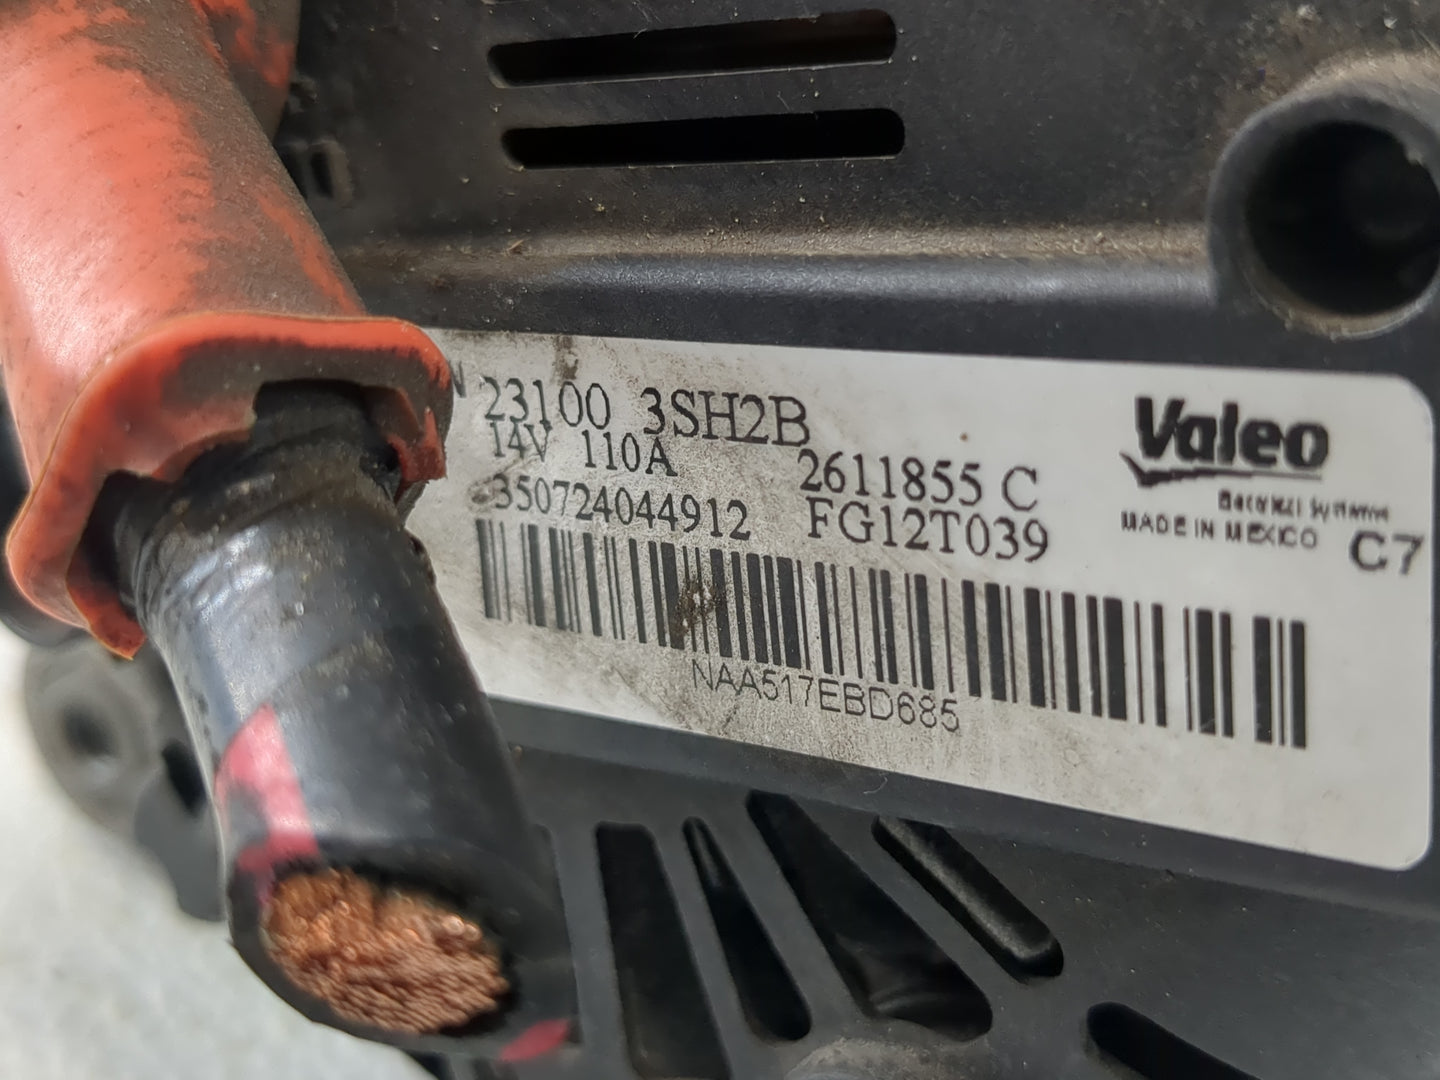 N 23100 3SH2B
14V 110A
2611855 C
350724044912 FG12T039
Valeo
MADE IN MEXICO
C7
NAA517EBD685